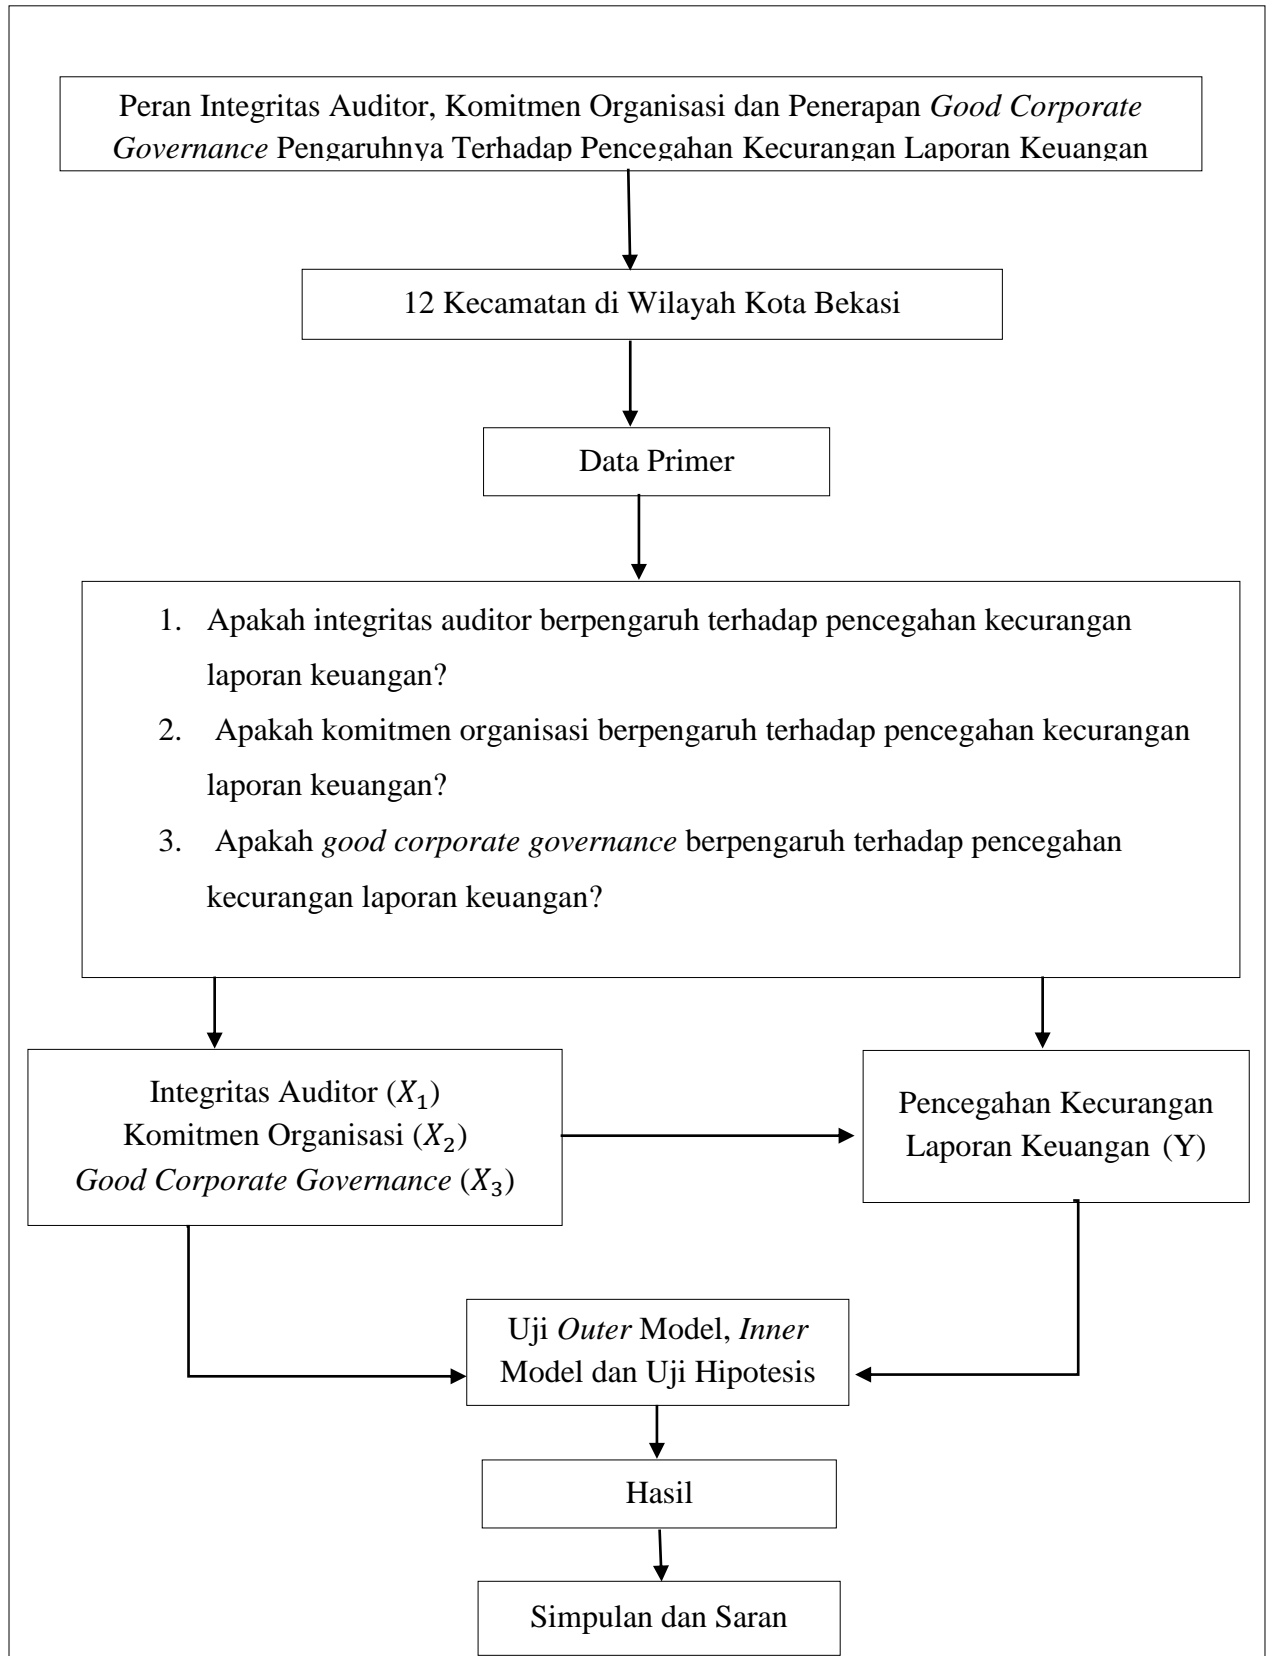 Peran Integritas Auditor, Komitmen Organisasi dan Penerapan Good Corporate
Governance Pengaruhnya Terhadap Pencegahan Kecurangan Laporan Keuangan
12 Kecamatan di Wilayah Kota Bekasi
Data Primer
1. Apakah integritas auditor berpengaruh terhadap pencegahan kecurangan
laporan keuangan?
2. Apakah komitmen organisasi berpengaruh terhadap pencegahan kecurangan
laporan keuangan?
3. Apakah good corporate governance berpengaruh terhadap pencegahan
kecurangan laporan keuangan?
Integritas Auditor (X₁)
Komitmen Organisasi (X₂)
Good Corporate Governance (X₃)
Pencegahan Kecurangan
Laporan Keuangan (Y)
Uji Outer Model, Inner
Model dan Uji Hipotesis
Hasil
Simpulan dan Saran